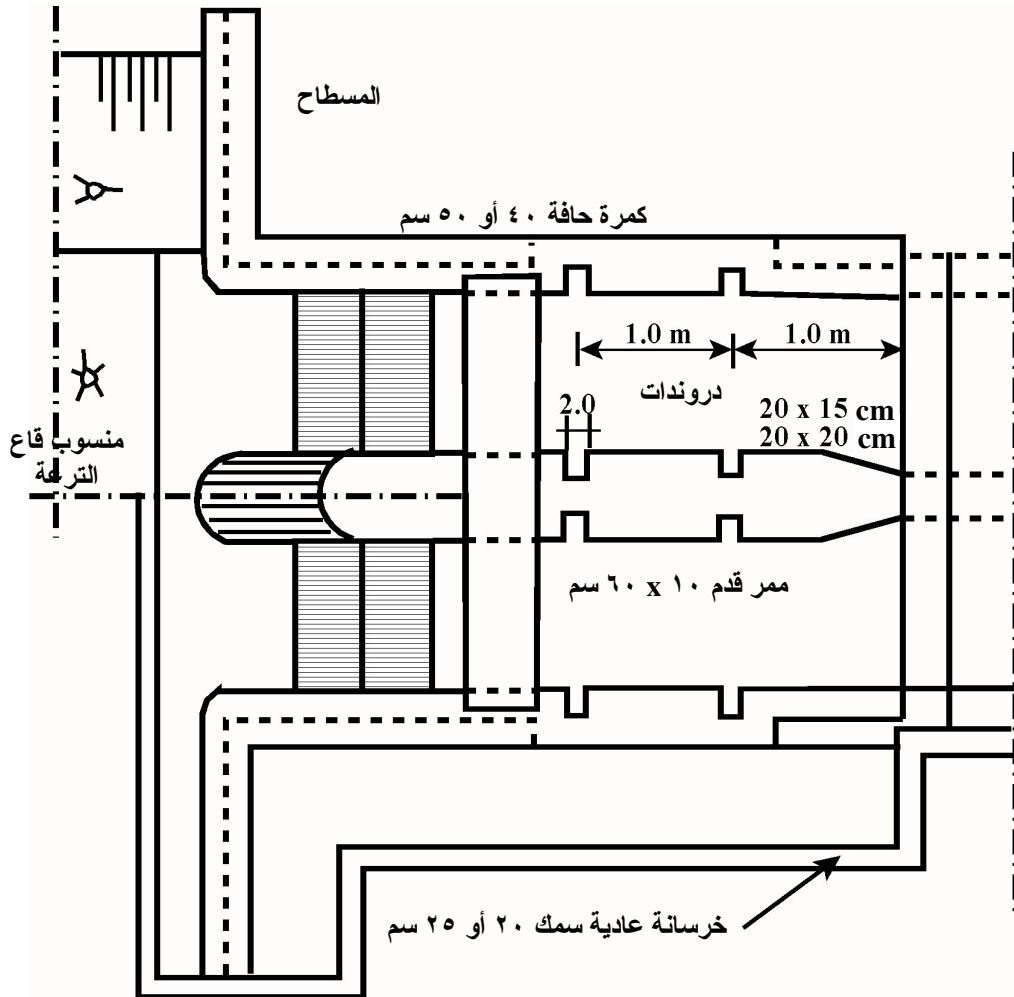 المسطاح
كمرة حافة ٤٠ أو ٥٠ سم
1.0 m
1.0 m
دروندات
2.0
20 x 15 cm
20 x 20 cm
منسوب قاع
الترعة
ممر قدم ١٠ x ٦٠ سم
خرسانة عادية سمك ٢٠ أو ٢٥ سم